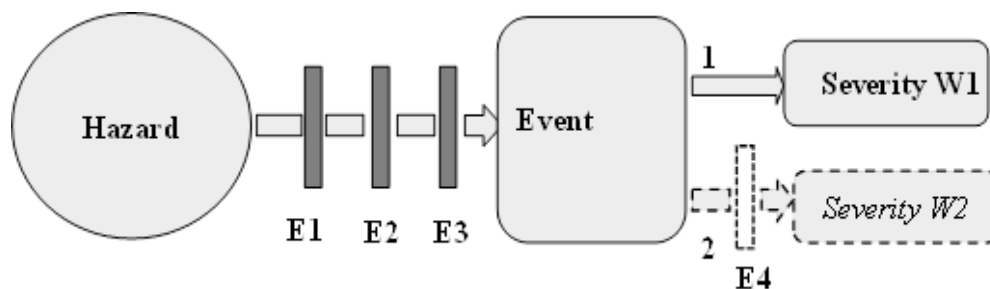 Hazard
E1
E2
E3
Event
1
Severity W1
2
E4
Severity W2